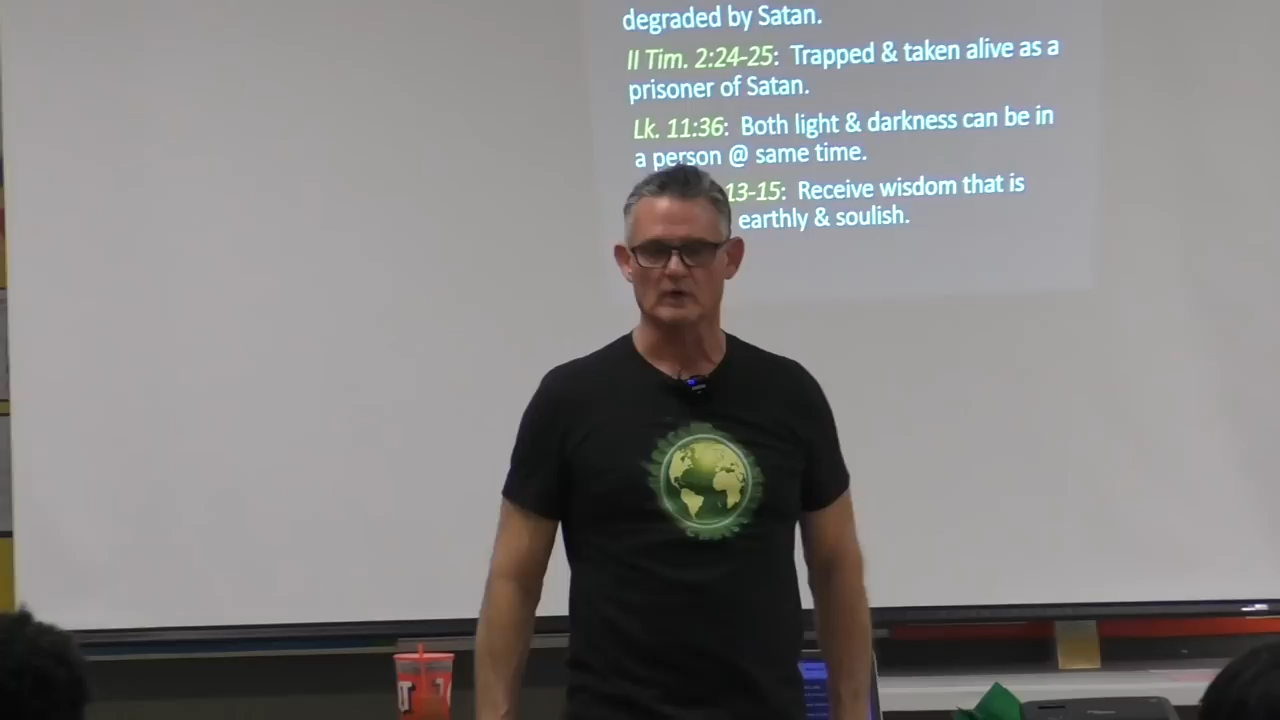 degraded by Satan.
II Tim. 2:24-25: Trapped & taken alive as a
prisoner of Satan.
Lk. 11:36: Both light & darkness can be in
a person @ same time.
13-15: Receive wisdom that is
earthly & soulish.